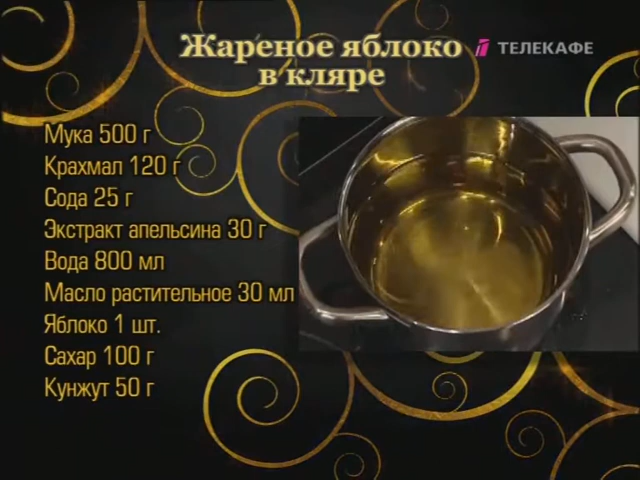 Жареное яблоко
в кляре
ТЕЛЕКАФЕ
Мука 500 г
Крахмал 120 г
Сода 25 г
Экстракт апельсина 30 г
Вода 800 мл
Масло растительное 30 мл
Яблоко 1 шт.
Сахар 100 г
Кунжут 50 г